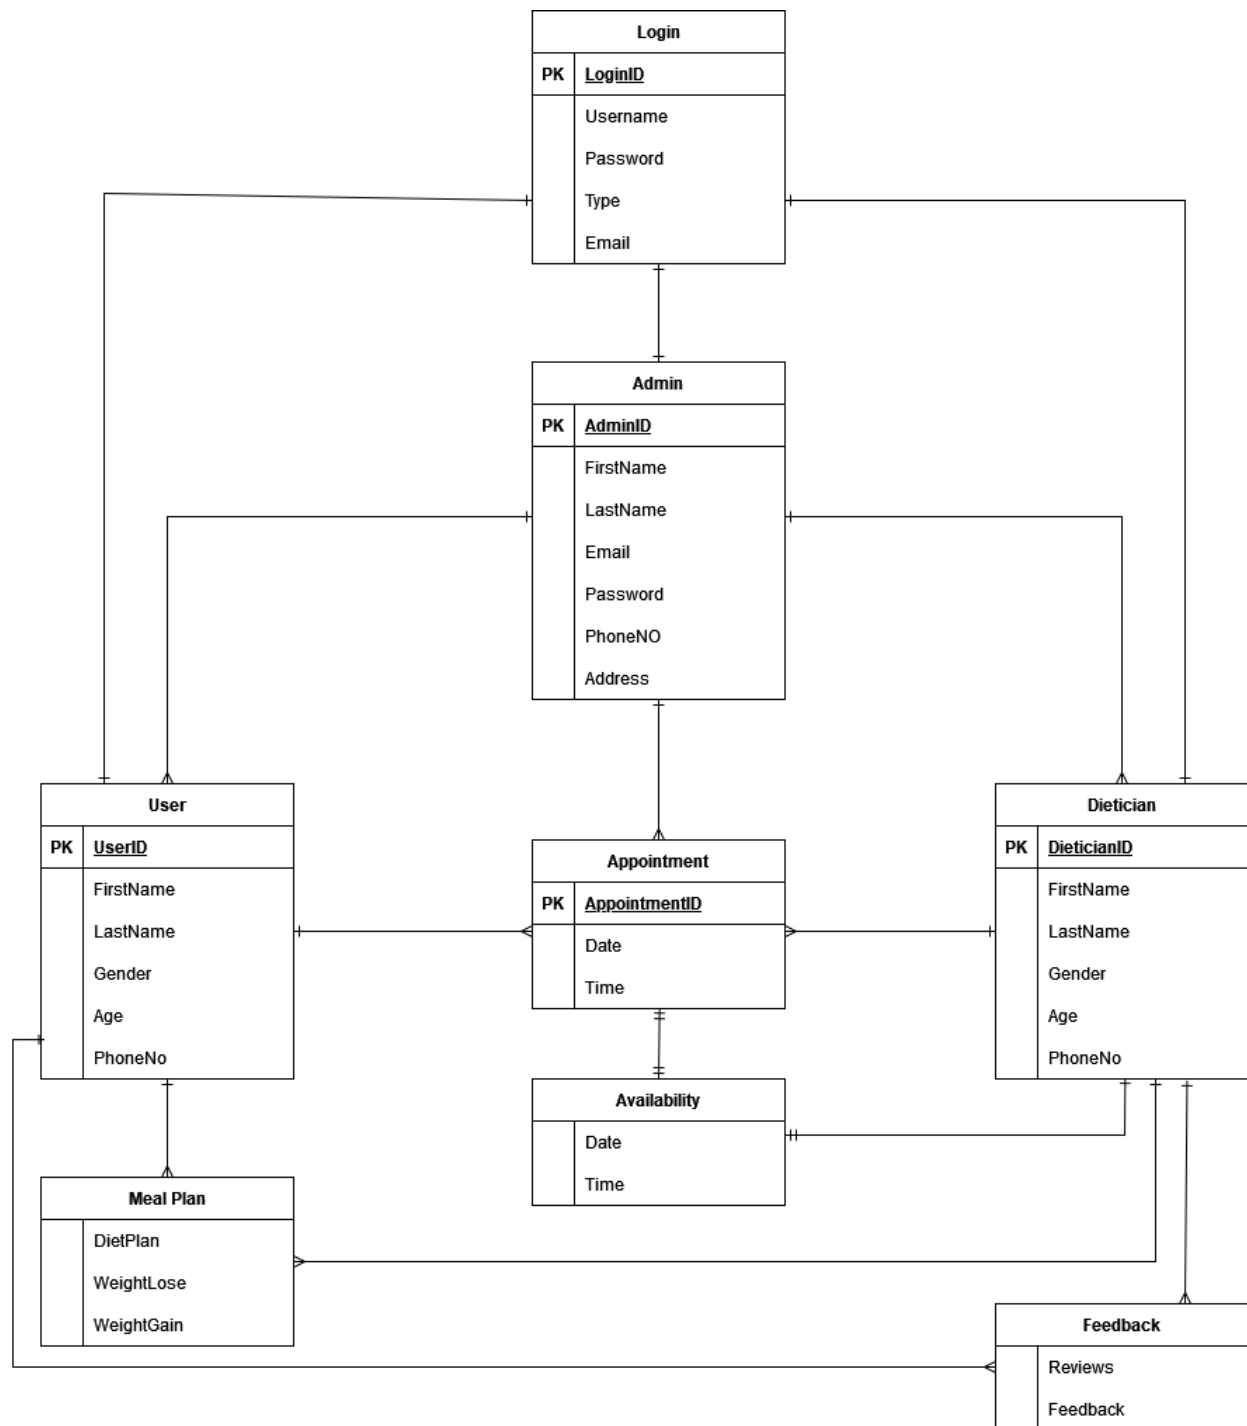 Login
PK LoginID
Username
Password
Type
Email
Admin
PK AdminID
FirstName
LastName
Email
Password
PhoneNO
Address
User
PK UserID
FirstName
LastName
Gender
Age
PhoneNo
Appointment
PK AppointmentID
Date
Time
Dietician
PK DieticianID
FirstName
LastName
Gender
Age
PhoneNo
Availability
Date
Time
Meal Plan
DietPlan
WeightLose
WeightGain
Feedback
Reviews
Feedback